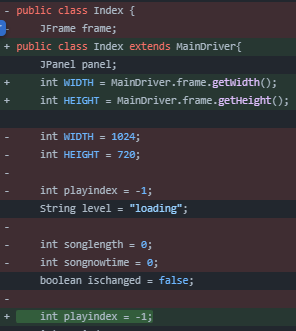 - public class Index {
-     JFrame frame;
+ public class Index extends MainDriver{
    JPanel panel;
+     int WIDTH = MainDriver.frame.getWidth();
+     int HEIGHT = MainDriver.frame.getHeight();
-     int WIDTH = 1024;
-     int HEIGHT = 720;
-
-     int playindex = -1;
    String level = "loading";
-
-     int songlength = 0;
-     int songnowtime = 0;
    boolean ischanged = false;
-
+     int playindex = -1;